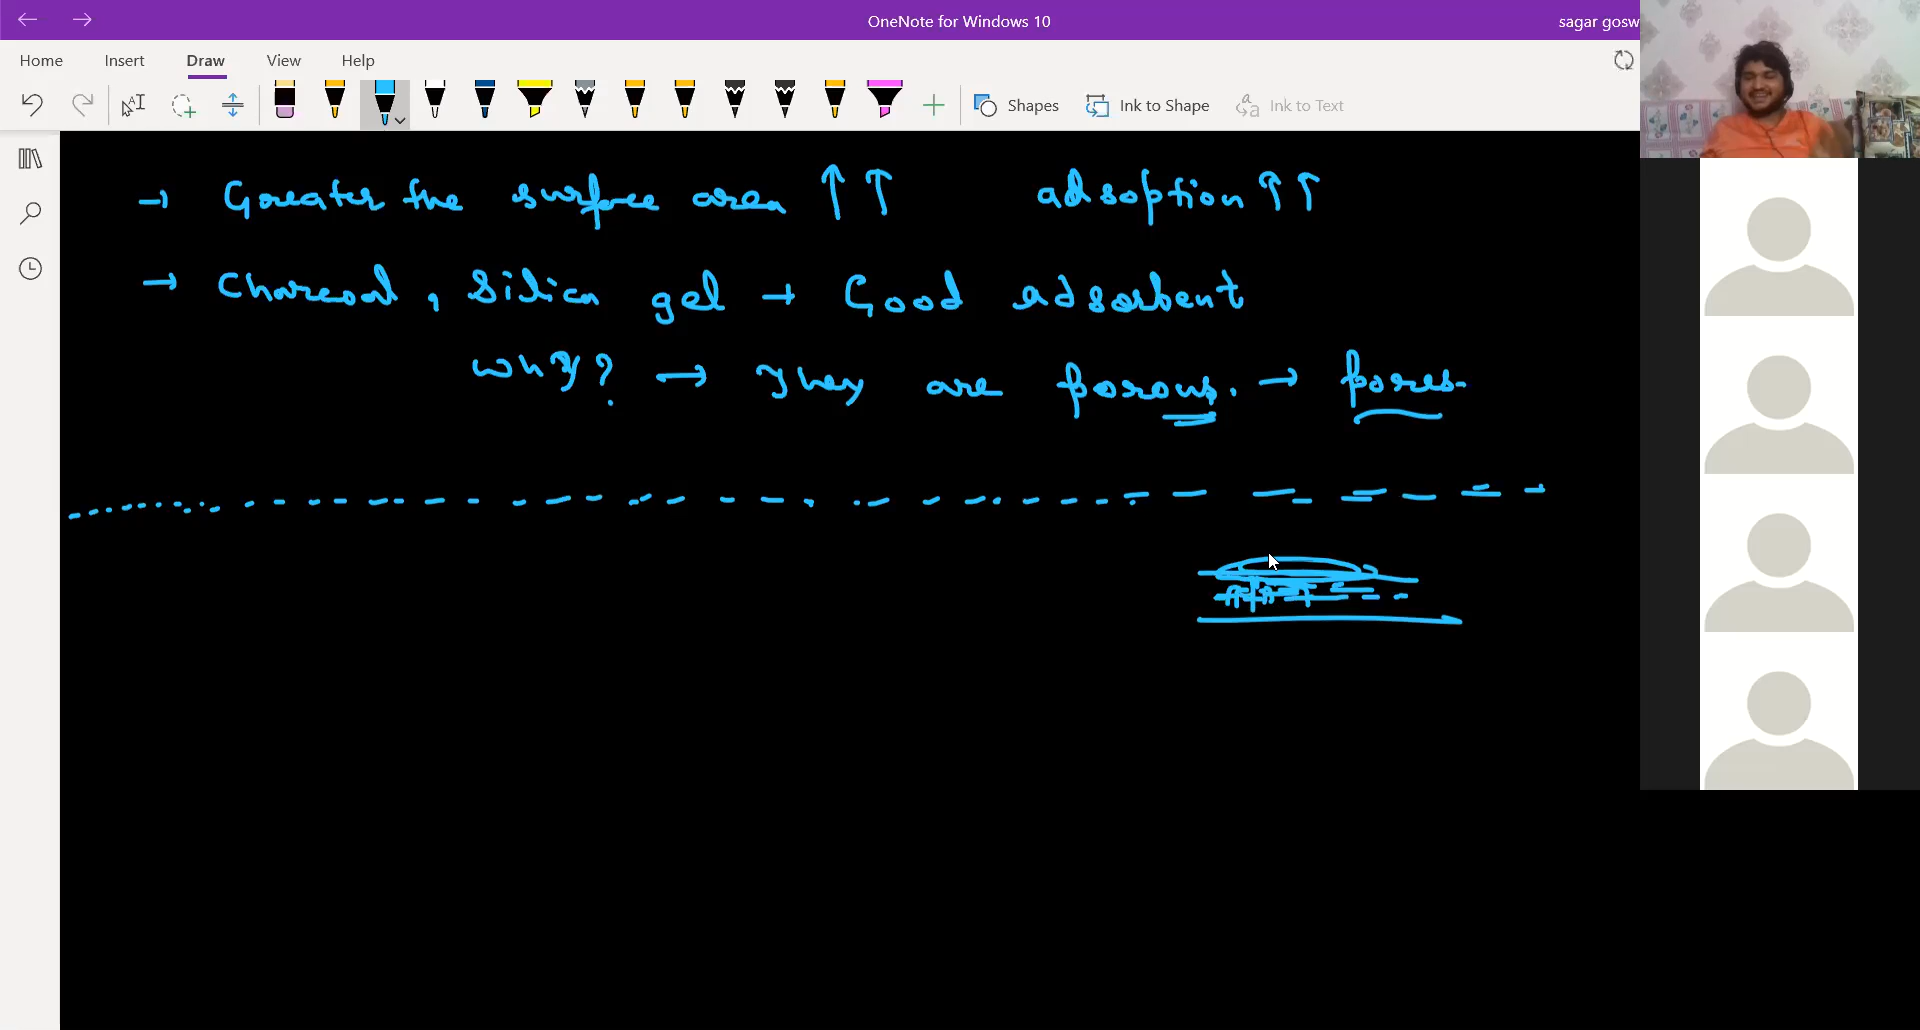 OneNote for Windows 10
sagar gosw
Home Insert Draw View Help
Shapes Ink to Shape Ink to Text
→ Greater the surface area ↑↑ adsoption ↑↑
→ Charcoal, Silica gel → Good adsorbent
why? → They are porous. → pores